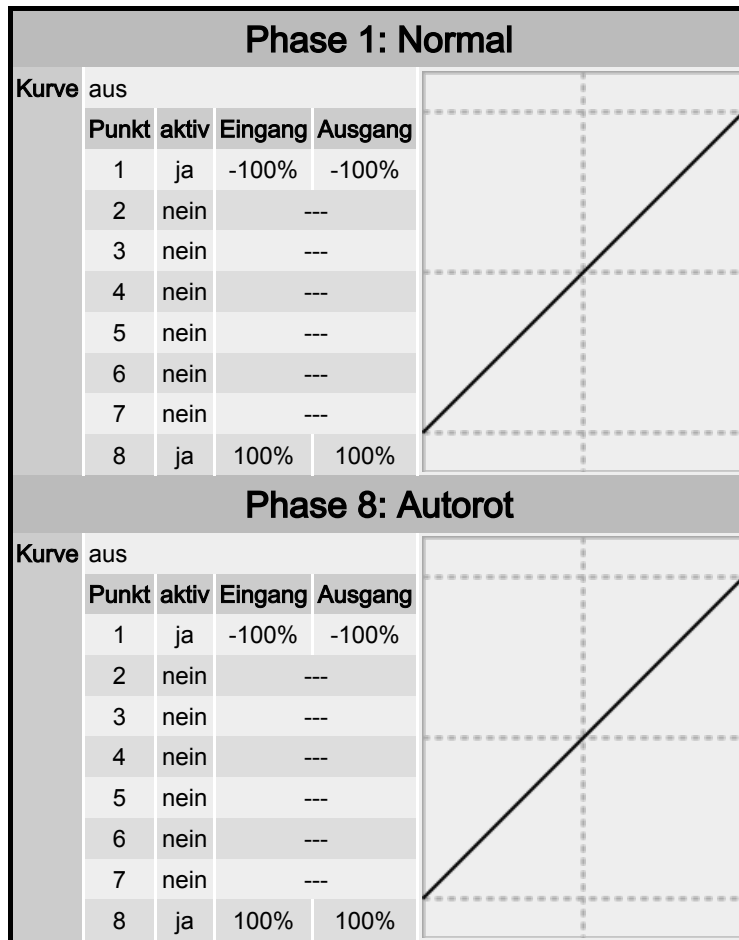 Phase 1: Normal
Kurve aus
Punkt aktiv Eingang Ausgang
1 ja -100% -100%
2 nein ---
3 nein ---
4 nein ---
5 nein ---
6 nein ---
7 nein ---
8 ja 100% 100%
Phase 8: Autorot
Kurve aus
Punkt aktiv Eingang Ausgang
1 ja -100% -100%
2 nein ---
3 nein ---
4 nein ---
5 nein ---
6 nein ---
7 nein ---
8 ja 100% 100%